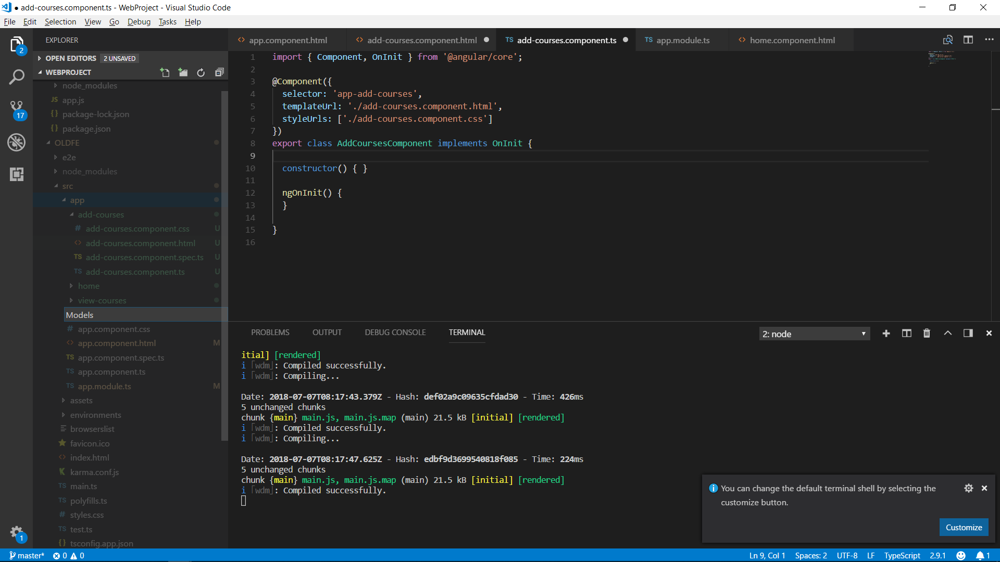 ● add-courses.component.ts - WebProject - Visual Studio Code
File Edit Selection View Go Debug Tasks Help
2
17
1
EXPLORER
OPEN EDITORS 2 UNSAVED
WEBPROJECT
node_modules
JS app.js
{} package-lock.json
{} package.json
OLDFE
e2e
node_modules
src
app
add-courses
# add-courses.component.css U
<> add-courses.component.html U
TS add-courses.component.spec.ts U
TS add-courses.component.ts U
home
view-courses
Models
# app.component.css
<> app.component.html M
TS app.component.spec.ts
TS app.component.ts
TS app.module.ts M
assets
environments
browserslist
favicon.ico
<> index.html
K karma.conf.js
TS main.ts
TS polyfills.ts
# styles.css
TS test.ts
{} tsconfig.app.json
<> app.component.html
<> add-courses.component.html ●
TS add-courses.component.ts ●
TS app.module.ts
<> home.component.html
1 import { Component, OnInit } from '@angular/core';
2
3 @Component({
4 selector: 'app-add-courses',
5 templateUrl: './add-courses.component.html',
6 styleUrls: ['./add-courses.component.css']
7 })
8 export class AddCoursesComponent implements OnInit {
9
10 constructor() { }
11
12 ngOnInit() {
13 }
14
15 }
16
PROBLEMS OUTPUT DEBUG CONSOLE TERMINAL 2: node
itial] [rendered]
i ｢wdm｣: Compiled successfully.
i ｢wdm｣: Compiling...
Date: 2018-07-07T08:17:43.379Z - Hash: def02a9c09635cfdad30 - Time: 426ms
5 unchanged chunks
chunk {main} main.js, main.js.map (main) 21.5 kB [initial] [rendered]
i ｢wdm｣: Compiled successfully.
i ｢wdm｣: Compiling...
Date: 2018-07-07T08:17:47.625Z - Hash: edbf9d3699540818f085 - Time: 224ms
5 unchanged chunks
chunk {main} main.js, main.js.map (main) 21.5 kB [initial] [rendered]
i ｢wdm｣: Compiled successfully.
You can change the default terminal shell by selecting the
customize button.
Customize
master* 0 0 Ln 9, Col 1 Spaces: 2 UTF-8 LF TypeScript 2.9.1 1